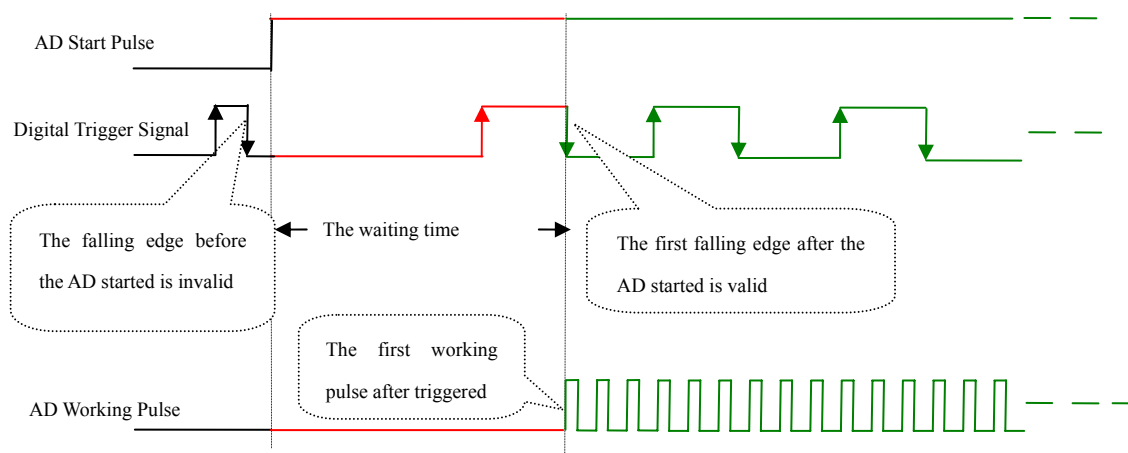 AD Start Pulse
Digital Trigger Signal
The falling edge before
the AD started is invalid
The waiting time
The first falling edge after the
AD started is valid
The first working
pulse after triggered
AD Working Pulse